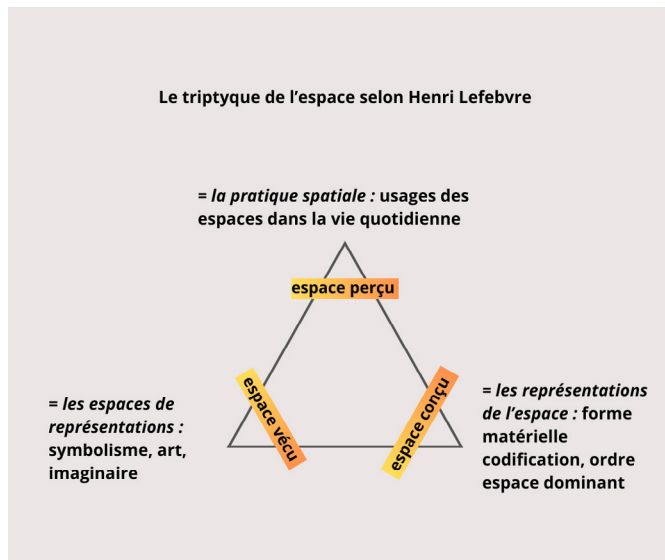 Le triptyque de l'espace selon Henri Lefebvre
= la pratique spatiale : usages des
espaces dans la vie quotidienne
espace perçu
espace vécu
espace conçu
= les espaces de
représentations :
symbolisme, art,
imaginaire
= les représentations
de l'espace : forme
matérielle
codification, ordre
espace dominant